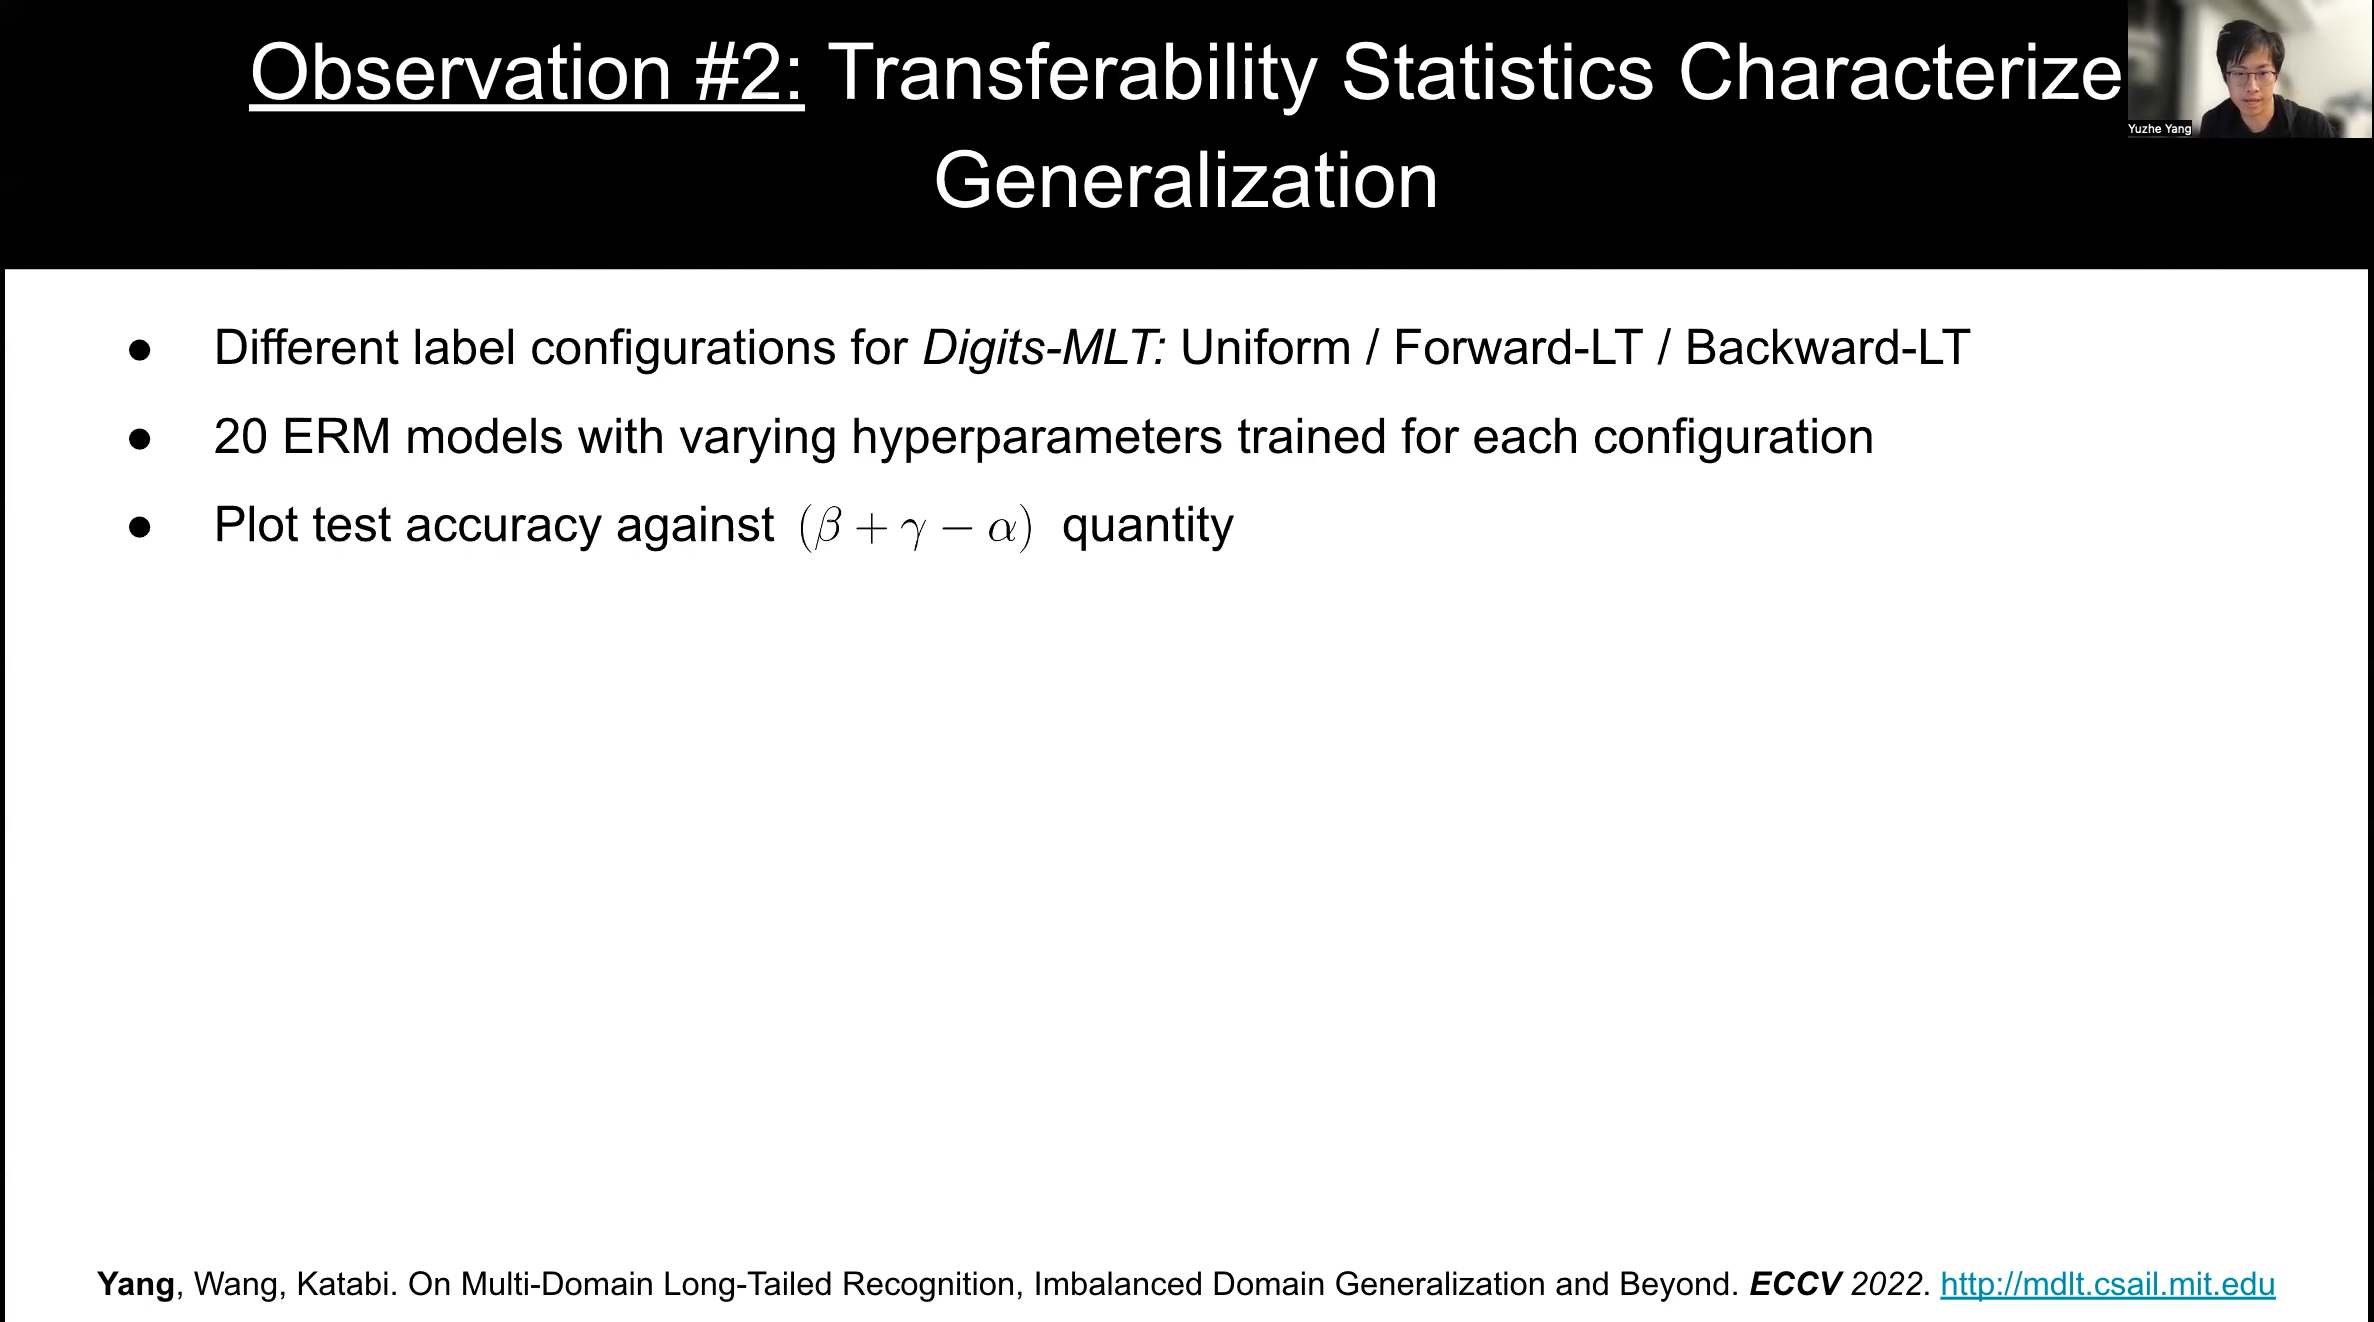 Observation #2: Transferability Statistics Characterize
Generalization
Yuzhe Yang
● Different label configurations for Digits-MLT: Uniform / Forward-LT / Backward-LT
● 20 ERM models with varying hyperparameters trained for each configuration
● Plot test accuracy against (β + γ − α) quantity
Yang, Wang, Katabi. On Multi-Domain Long-Tailed Recognition, Imbalanced Domain Generalization and Beyond. ECCV 2022. http://mdlt.csail.mit.edu